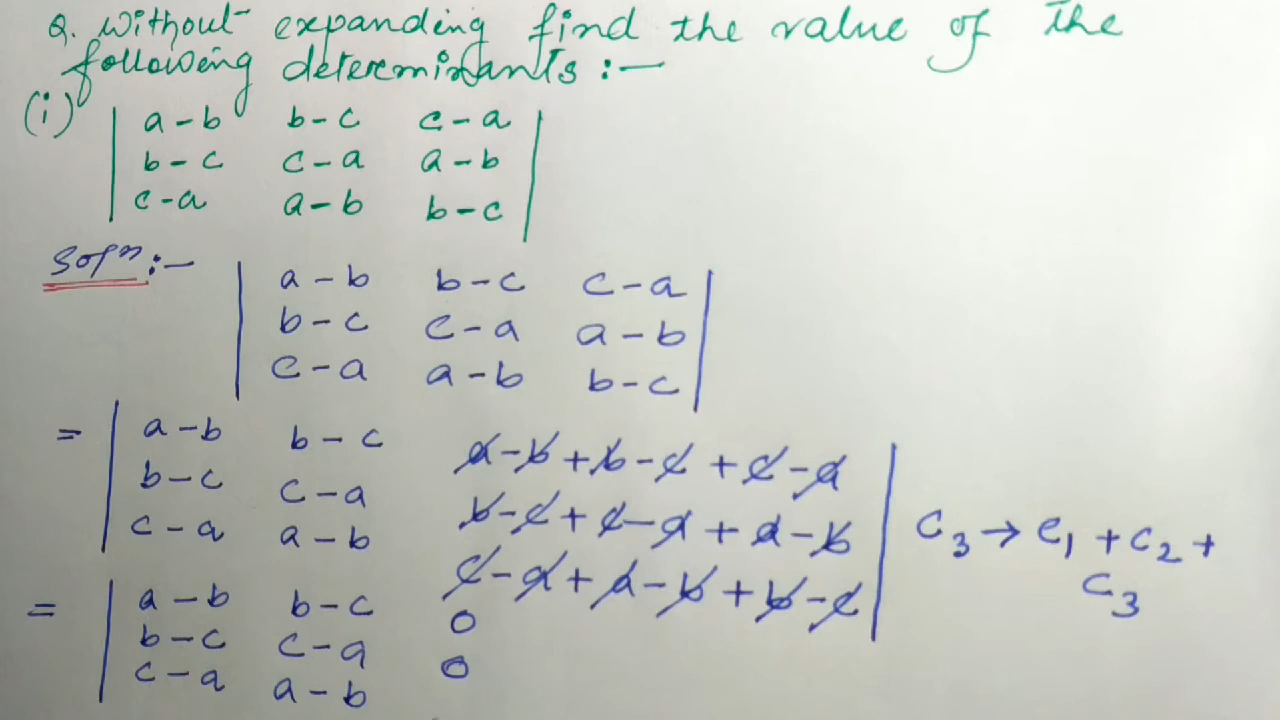 Q. Without expanding find the value of the
following determinants :-
(i) | a-b b-c c-a |
| b-c c-a a-b |
| c-a a-b b-c |
Soln :-
| a-b b-c c-a |
| b-c c-a a-b |
| c-a a-b b-c |
= | a-b b-c a-b+b-c+c-a |
| b-c c-a b-c+c-a+a-b | C3→C1+C2+
| c-a a-b c-a+a-b+b-c | C3
= | a-b b-c 0
| b-c c-a 0
| c-a a-b